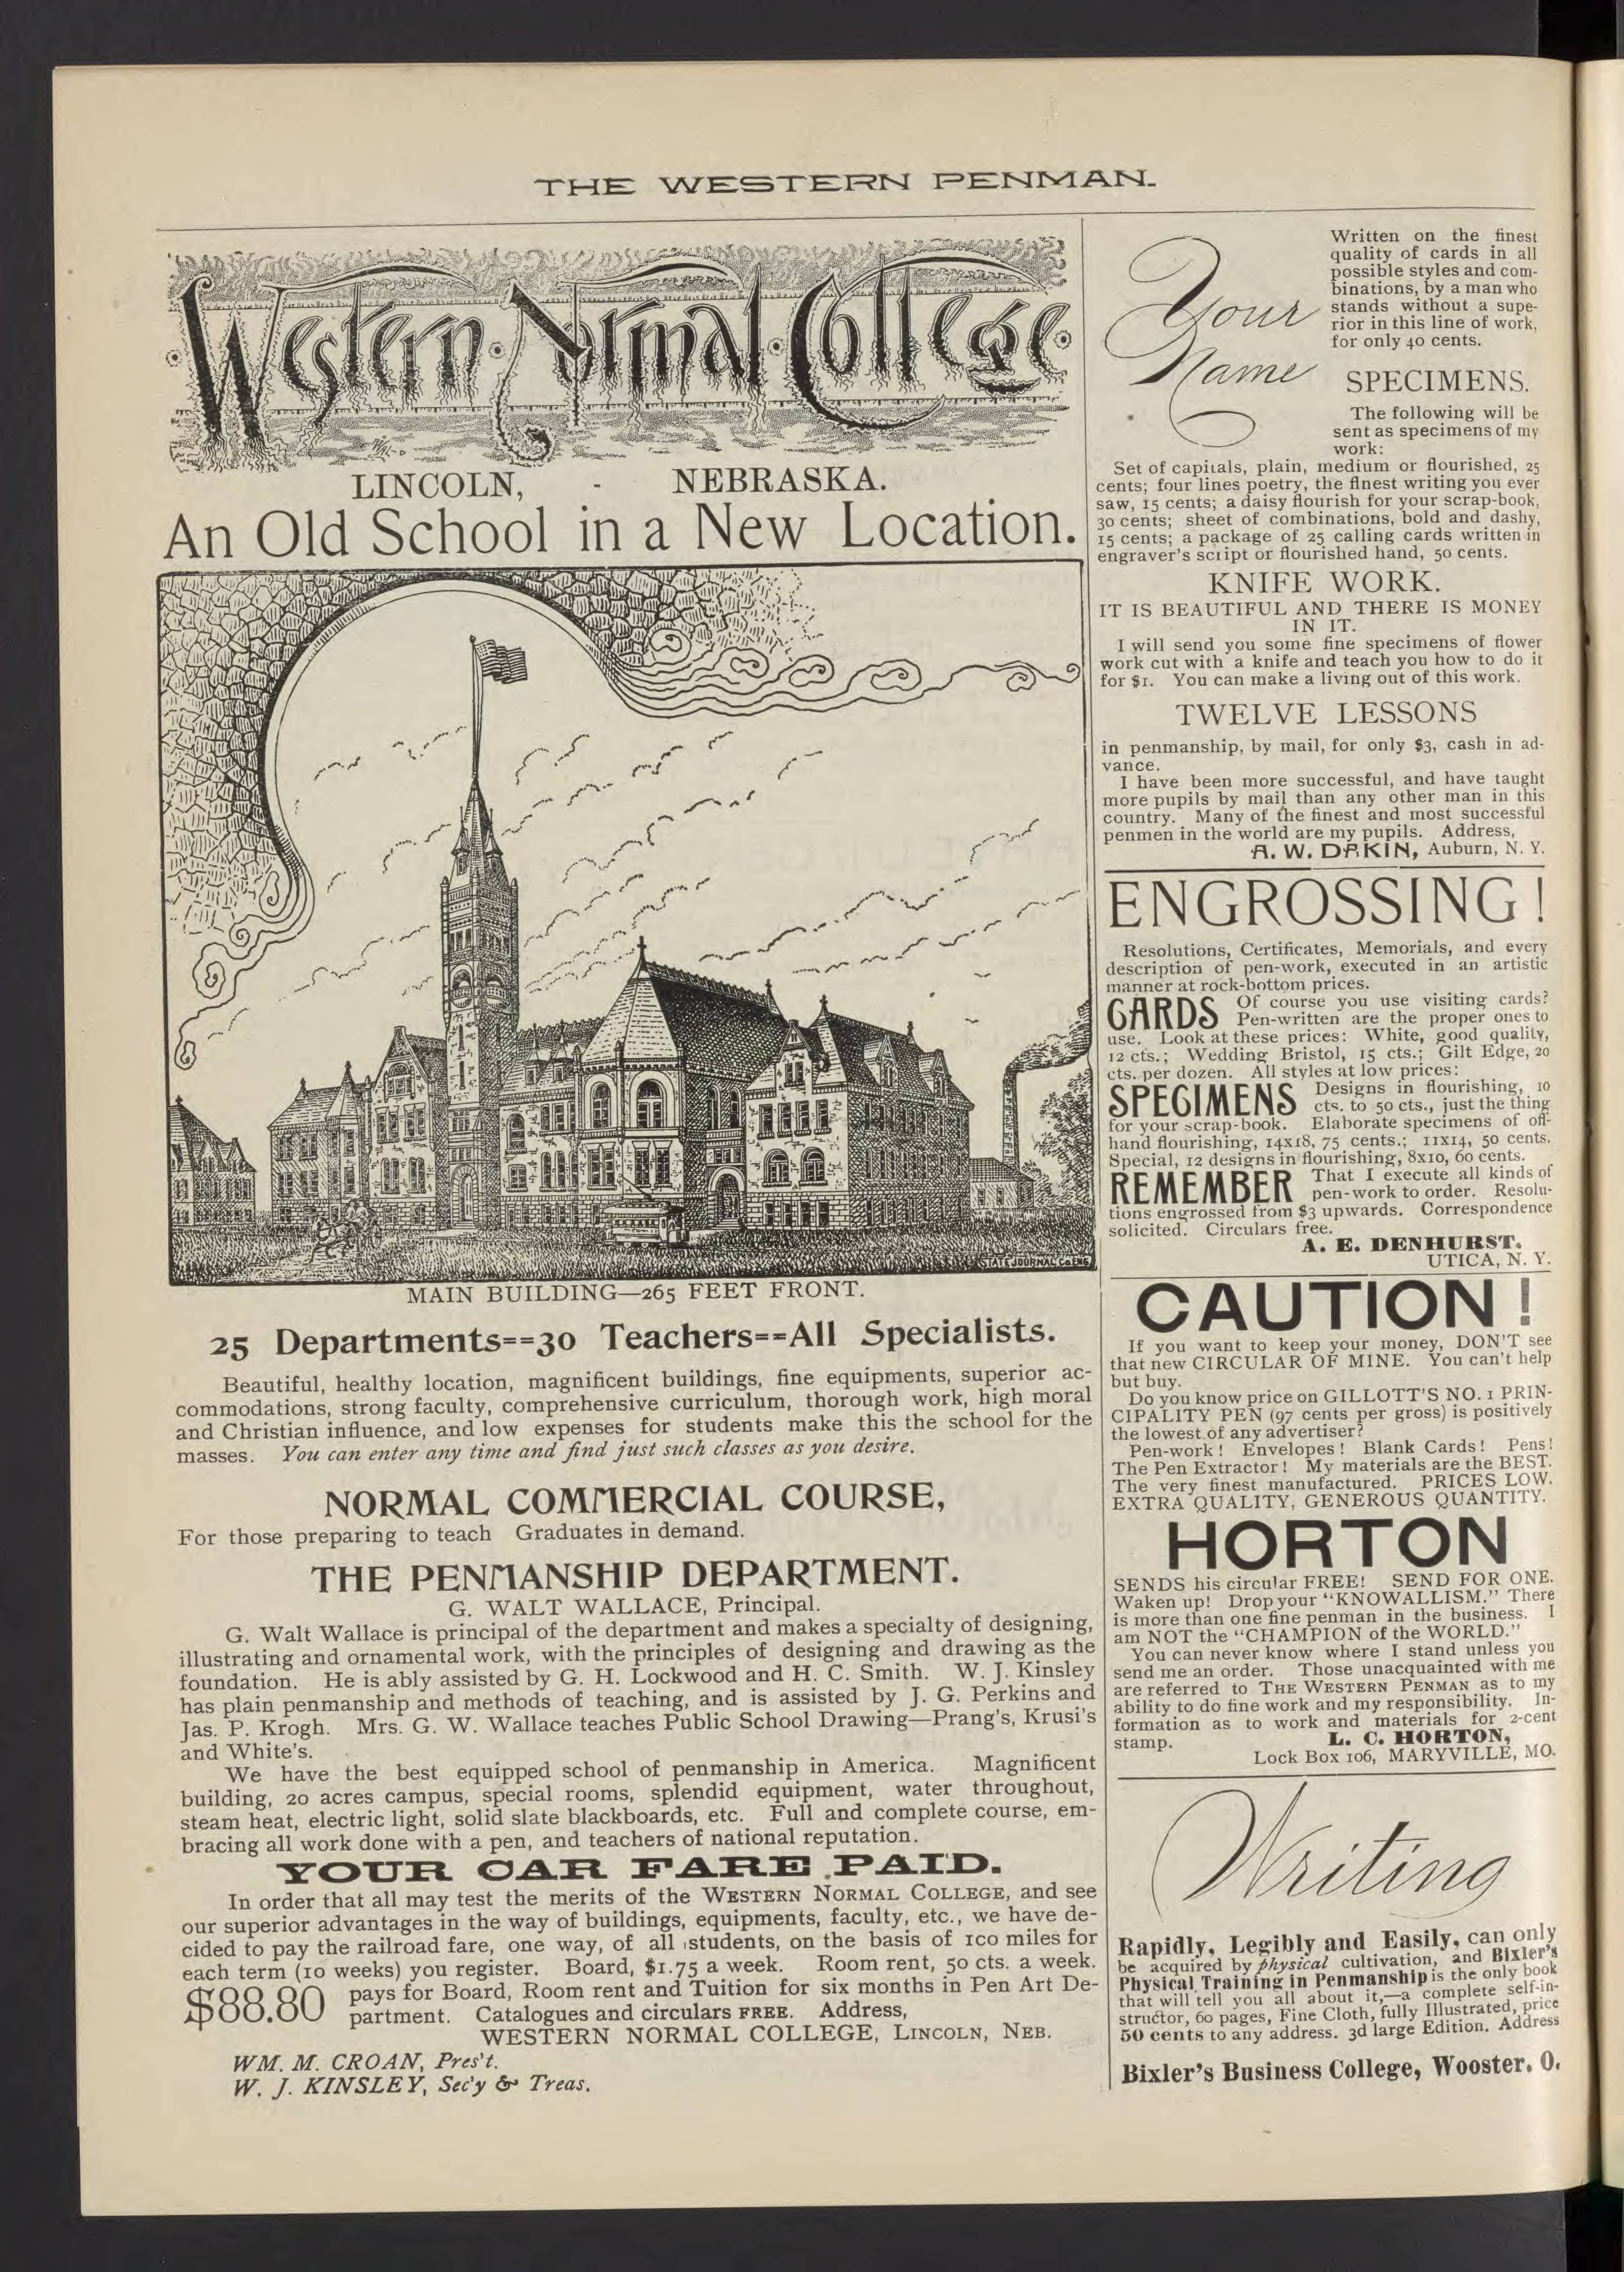 THE WESTERN PENMAN.
Western Normal College
LINCOLN, - NEBRASKA.
An Old School in a New Location.
STATE JOURNAL Co ENG
MAIN BUILDING—265 FEET FRONT.
25 Departments==30 Teachers==All Specialists.
Beautiful, healthy location, magnificent buildings, fine equipments, superior ac-
commodations, strong faculty, comprehensive curriculum, thorough work, high moral
and Christian influence, and low expenses for students make this the school for the
masses. You can enter any time and find just such classes as you desire.
NORMAL COMMERCIAL COURSE,
For those preparing to teach Graduates in demand.
THE PENMANSHIP DEPARTMENT.
G. WALT WALLACE, Principal.
G. Walt Wallace is principal of the department and makes a specialty of designing,
illustrating and ornamental work, with the principles of designing and drawing as the
foundation. He is ably assisted by G. H. Lockwood and H. C. Smith. W. J. Kinsley
has plain penmanship and methods of teaching, and is assisted by J. G. Perkins and
Jas. P. Krogh. Mrs. G. W. Wallace teaches Public School Drawing—Prang's, Krusi's
and White's.
We have the best equipped school of penmanship in America. Magnificent
building, 20 acres campus, special rooms, splendid equipment, water throughout,
steam heat, electric light, solid slate blackboards, etc. Full and complete course, em-
bracing all work done with a pen, and teachers of national reputation.
YOUR CAR FARE PAID.
In order that all may test the merits of the WESTERN NORMAL COLLEGE, and see
our superior advantages in the way of buildings, equipments, faculty, etc., we have de-
cided to pay the railroad fare, one way, of all students, on the basis of 100 miles for
each term (10 weeks) you register. Board, $1.75 a week. Room rent, 50 cts. a week.
$88.80 pays for Board, Room rent and Tuition for six months in Pen Art De-
partment. Catalogues and circulars FREE. Address,
WESTERN NORMAL COLLEGE, LINCOLN, NEB.
WM. M. CROAN, Pres't.
W. J. KINSLEY, Sec'y & Treas.
Your
Name
Written on the finest
quality of cards in all
possible styles and com-
binations, by a man who
stands without a supe-
rior in this line of work,
for only 40 cents.
SPECIMENS.
The following will be
sent as specimens of my
work:
Set of capitals, plain, medium or flourished, 25
cents; four lines poetry, the finest writing you ever
saw, 15 cents; a daisy flourish for your scrap-book,
30 cents; sheet of combinations, bold and dashy,
15 cents; a package of 25 calling cards written in
engraver's script or flourished hand, 50 cents.
KNIFE WORK.
IT IS BEAUTIFUL AND THERE IS MONEY
IN IT.
I will send you some fine specimens of flower
work cut with a knife and teach you how to do it
for $1. You can make a living out of this work.
TWELVE LESSONS
in penmanship, by mail, for only $3, cash in ad-
vance.
I have been more successful, and have taught
more pupils by mail than any other man in this
country. Many of the finest and most successful
penmen in the world are my pupils. Address,
A. W. DAKIN, Auburn, N. Y.
ENGROSSING!
Resolutions, Certificates, Memorials, and every
description of pen-work, executed in an artistic
manner at rock-bottom prices.
CARDS Of course you use visiting cards?
Pen-written are the proper ones to
use. Look at these prices: White, good quality,
12 cts.; Wedding Bristol, 15 cts.; Gilt Edge, 20
cts. per dozen. All styles at low prices:
SPECIMENS Designs in flourishing, 10
cts. to 50 cts., just the thing
for your scrap-book. Elaborate specimens of off-
hand flourishing, 14x18, 75 cents.; 11x14, 50 cents.
Special, 12 designs in flourishing, 8x10, 60 cents.
REMEMBER That I execute all kinds of
pen-work to order. Resolu-
tions engrossed from $3 upwards. Correspondence
solicited. Circulars free.
A. E. DENHURST.
UTICA, N. Y.
CAUTION!
If you want to keep your money, DON'T see
that new CIRCULAR OF MINE. You can't help
but buy.
Do you know price on GILLOTT'S NO. 1 PRIN-
CIPALITY PEN (97 cents per gross) is positively
the lowest of any advertiser?
Pen-work! Envelopes! Blank Cards! Pens!
The Pen Extractor! My materials are the BEST.
The very finest manufactured. PRICES LOW.
EXTRA QUALITY, GENEROUS QUANTITY.
HORTON
SENDS his circular FREE! SEND FOR ONE.
Waken up! Drop your "KNOWALLISM." There
is more than one fine penman in the business. I
am NOT the "CHAMPION of the WORLD."
You can never know where I stand unless you
send me an order. Those unacquainted with me
are referred to THE WESTERN PENMAN as to my
ability to do fine work and my responsibility. In-
formation as to work and materials for 2-cent
stamp. L. C. HORTON,
Lock Box 106, MARYVILLE, MO.
Writing
Rapidly, Legibly and Easily, can only
be acquired by physical cultivation, and Bixler's
Physical Training in Penmanship is the only book
that will tell you all about it,—a complete self-in-
structor, 60 pages, Fine Cloth, fully Illustrated, price
50 cents to any address. 3d large Edition. Address
Bixler's Business College, Wooster, O.